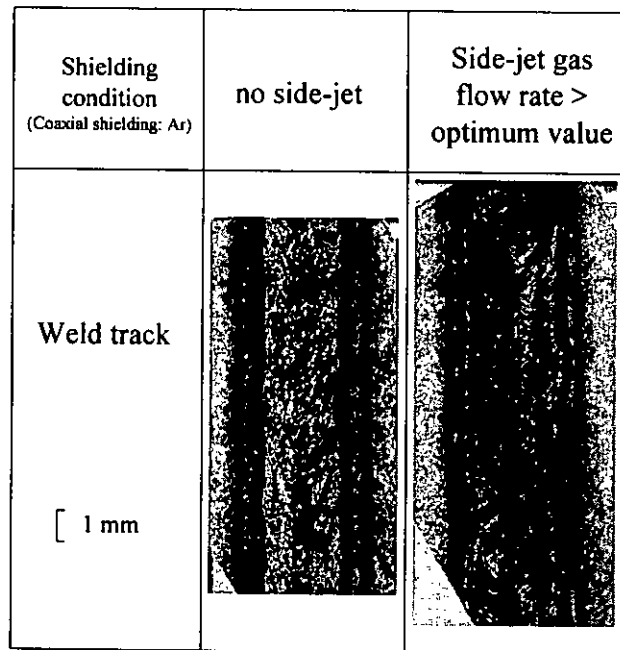 Shielding
condition
(Coaxial shielding: Ar)
no side-jet
Side-jet gas
flow rate >
optimum value
Weld track
1 mm